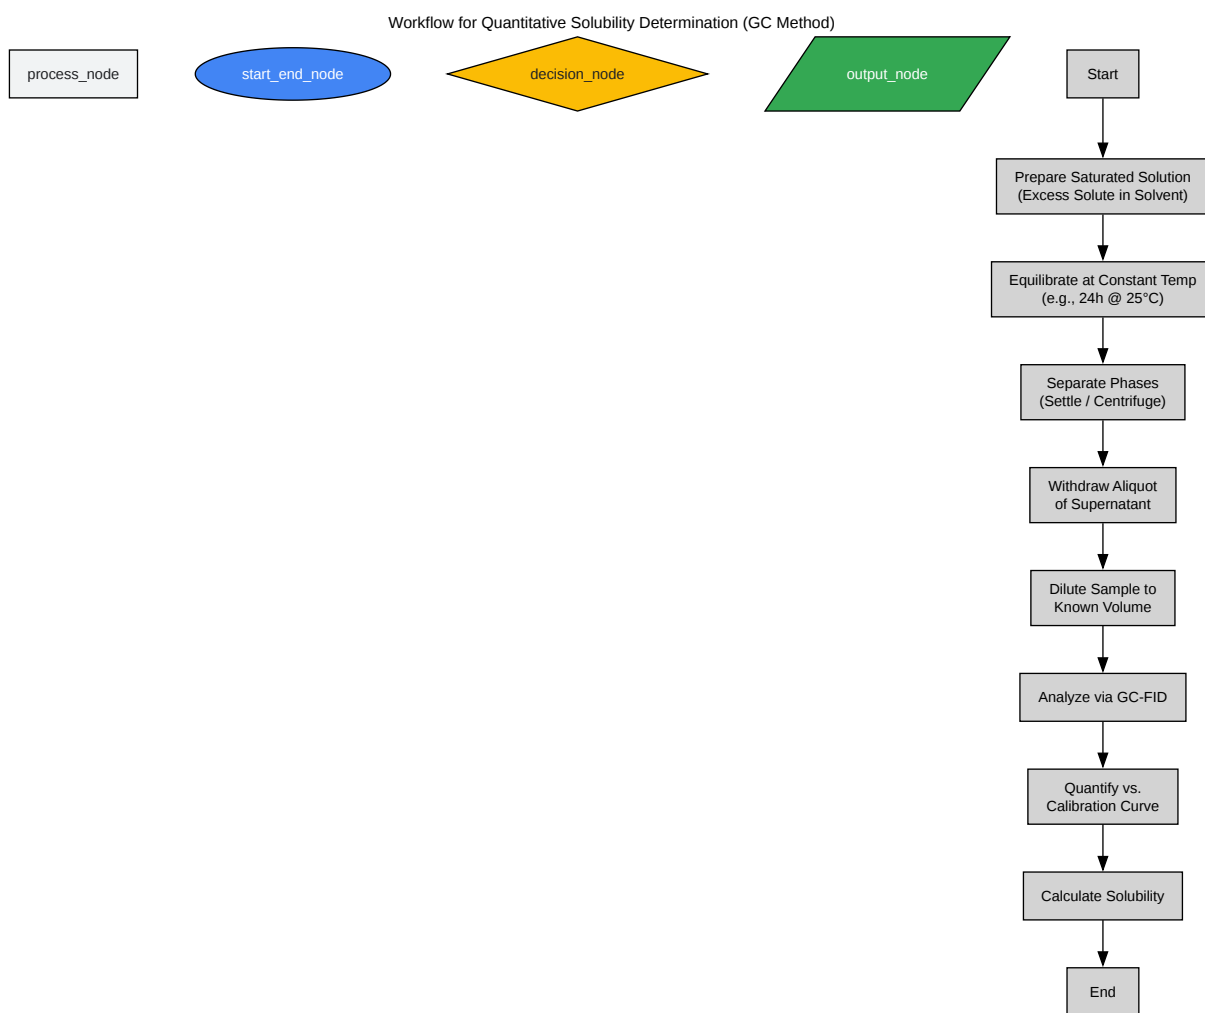 Workflow for Quantitative Solubility Determination (GC Method)
process_node
start_end_node
decision_node
output_node
Start
Prepare Saturated Solution
(Excess Solute in Solvent)
Equilibrate at Constant Temp
(e.g., 24h @ 25°C)
Separate Phases
(Settle / Centrifuge)
Withdraw Aliquot
of Supernatant
Dilute Sample to
Known Volume
Analyze via GC-FID
Quantify vs.
Calibration Curve
Calculate Solubility
End